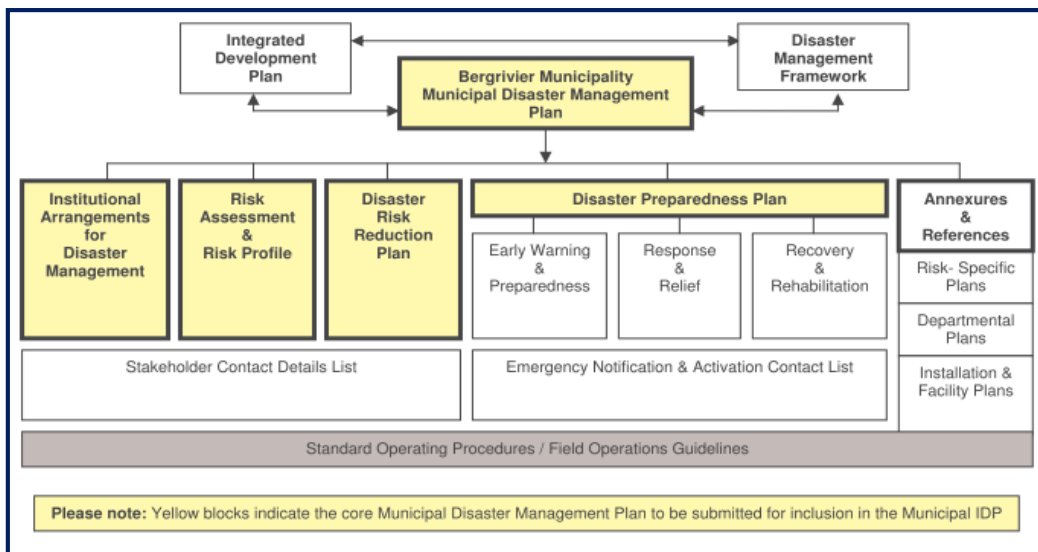 Integrated
Development
Plan
Disaster
Management
Framework
Bergrivier Municipality
Municipal Disaster Management
Plan
Institutional
Arrangements
for
Disaster
Management
Risk
Assessment
&
Risk Profile
Disaster
Risk
Reduction
Plan
Disaster Preparedness Plan
Early Warning
&
Preparedness
Response
&
Relief
Recovery
&
Rehabilitation
Annexures
&
References
Risk- Specific
Plans
Departmental
Plans
Installation &
Facility Plans
Stakeholder Contact Details List
Emergency Notification & Activation Contact List
Standard Operating Procedures / Field Operations Guidelines
Please note: Yellow blocks indicate the core Municipal Disaster Management Plan to be submitted for inclusion in the Municipal IDP